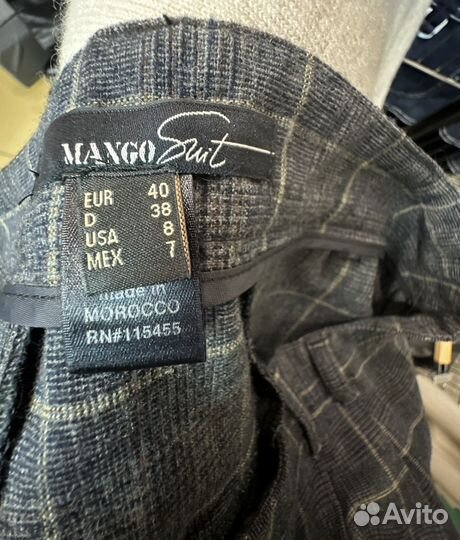 MANGO Suit
EUR 40
D 38
USA 8
MEX 7
made in
MOROCCO
RN#115455
Avito